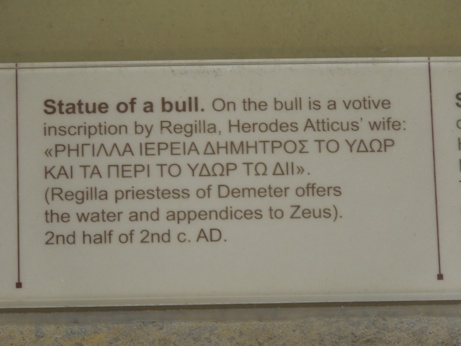 Statue of a bull. On the bull is a votive
inscription by Regilla, Herodes Atticus' wife:
«ΡΗΓΙΛΛΑ ΙΕΡΕΙΑ ΔΗΜΗΤΡΟΣ ΤΟ ΥΔΩΡ
ΚΑΙ ΤΑ ΠΕΡΙ ΤΟ ΥΔΩΡ ΤΩ ΔΙΙ».
(Regilla priestess of Demeter offers
the water and appendices to Zeus).
2nd half of 2nd c. AD.